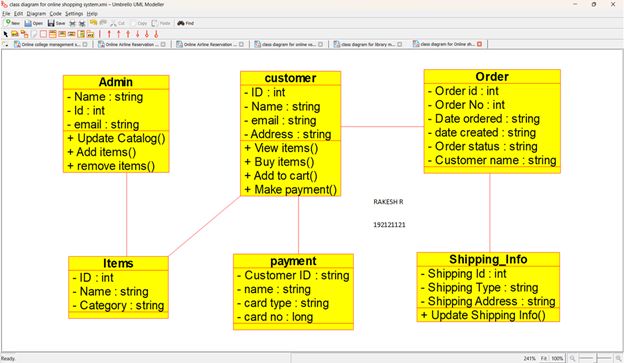 class diagram for online shopping system.xmi – Umbrello UML Modeller
File Edit Diagram Code Settings Help
New Open Save Cut Copy Paste Find
Online college management s... Online Airline Reservation ... Online Airline Reservation ... class diagram for online vo... class diagram for library m... class diagram for Online sh...
Admin
- Name : string
- Id : int
- email : string
+ Update Catalog()
+ Add items()
+ remove items()
customer
- ID : int
- Name : string
- email : string
- Address : string
+ View items()
+ Buy items()
+ Add to cart()
+ Make payment()
Order
- Order id : int
- Order No : int
- Date ordered : string
- date created : string
- Order status : string
- Customer name : string
RAKESH R
192121121
Items
- ID : int
- Name : string
- Category : string
payment
- Customer ID : string
- name : string
- card type : string
- card no : long
Shipping_Info
- Shipping Id : int
- Shipping Type : string
- Shipping Address : string
+ Update Shipping Info()
Ready. 241% Fit 100%